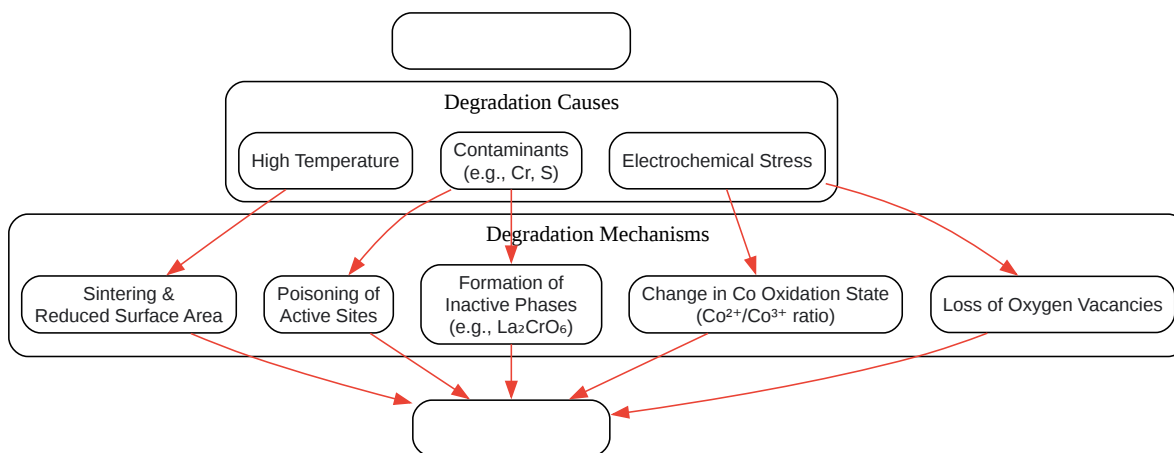 Degradation Causes
High Temperature
Contaminants
(e.g., Cr, S)
Electrochemical Stress
Degradation Mechanisms
Sintering &
Reduced Surface Area
Poisoning of
Active Sites
Formation of
Inactive Phases
(e.g., La₂CrO₆)
Change in Co Oxidation State
(Co²⁺/Co³⁺ ratio)
Loss of Oxygen Vacancies